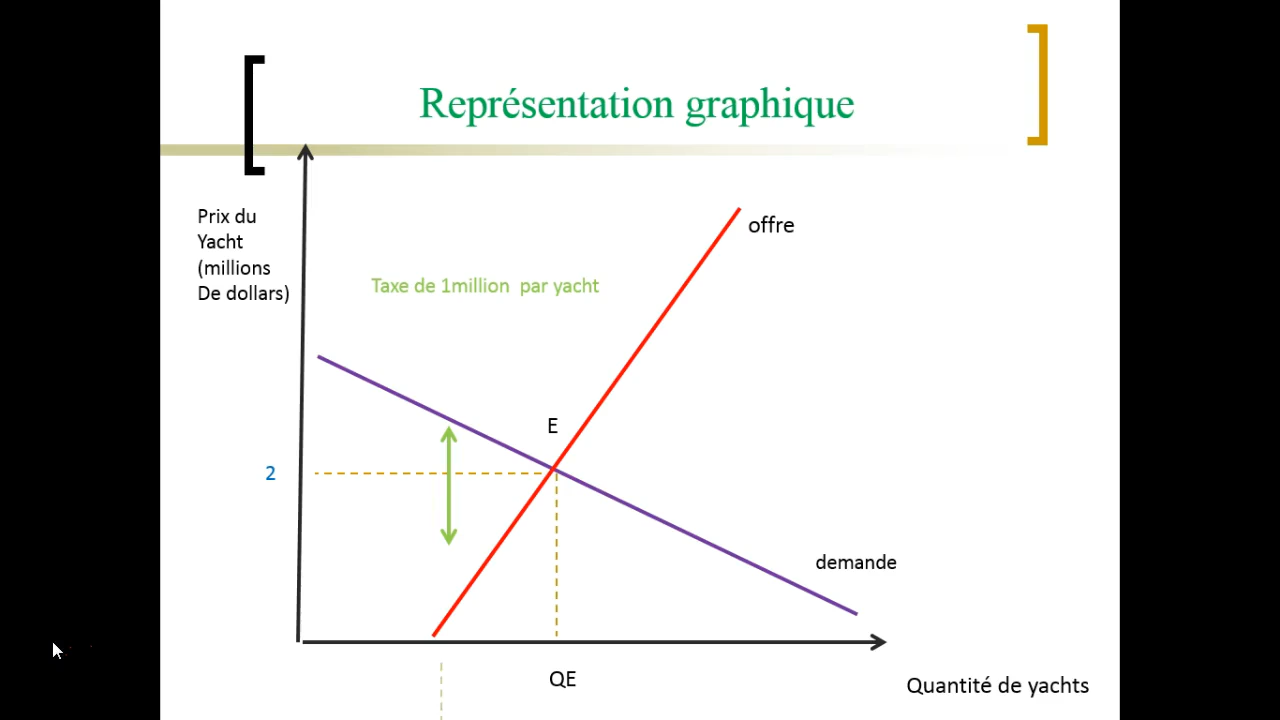 Représentation graphique
Prix du
Yacht
(millions
De dollars)
offre
Taxe de 1million par yacht
E
2
demande
QE
Quantité de yachts